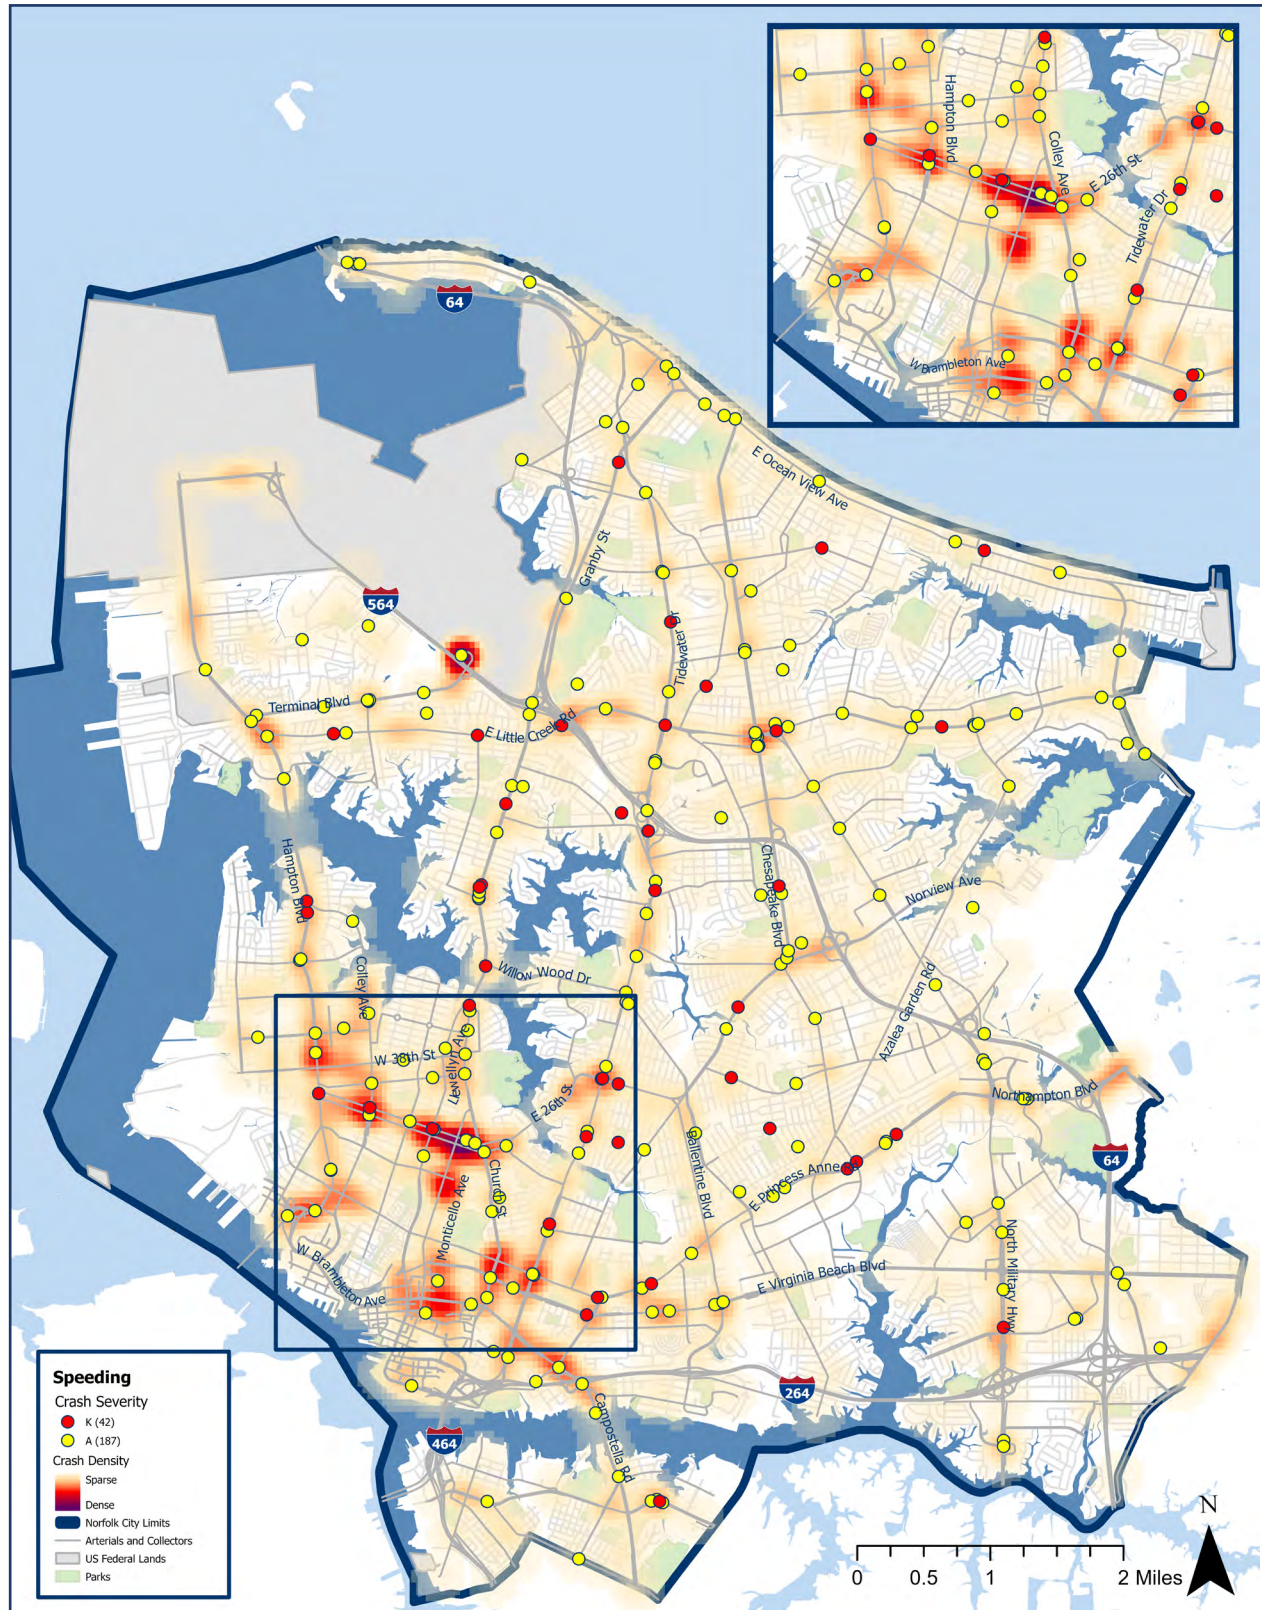 Hampton Blvd
Colley Ave
E 26th St
Tidewater Dr
W Brambleton Ave
64
E Ocean View Ave
Granby St
564
Tidewater Dr
Terminal Blvd
E Little Creek Rd
Hampton Blvd
Chesapeake Blvd
Norview Ave
Colley Ave
Willow Wood Dr
Azalea Garden Rd
W 38th St
Llewellyn Ave
E 26th St
Northampton Blvd
64
Ballentine Blvd
E Princess Anne Rd
Church St
Monticello Ave
North Military Hwy
W Brambleton Ave
E Virginia Beach Blvd
264
Campostella Rd
464
Speeding
Crash Severity
K (42)
A (187)
Crash Density
Sparse
Dense
Norfolk City Limits
Arterials and Collectors
US Federal Lands
Parks
N
0 0.5 1 2 Miles